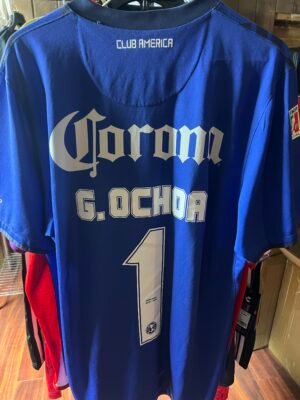 CLUB AMERICA
Corona
G. OCHOA
1